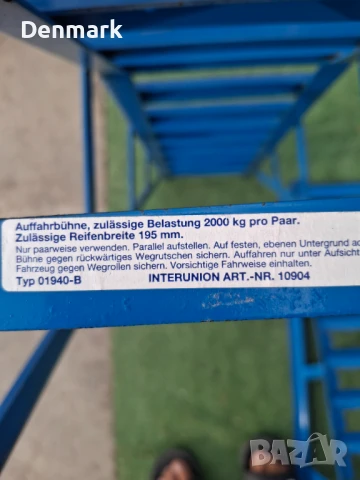 Denmark
Auffahrbühne, zulässige Belastung 2000 kg pro Paar.
Zulässige Reifenbreite 195 mm.
Nur paarweise verwenden. Parallel aufstellen. Auf festen, ebenen Untergrund ac
Bühne gegen rückwärtiges Wegrutschen sichern. Auffahren nur unter Aufsicht
Fahrzeug gegen Wegrollen sichern. Vorsichtige Fahrweise einhalten.
Typ 01940-B INTERUNION ART.-NR. 10904
bazar.bg